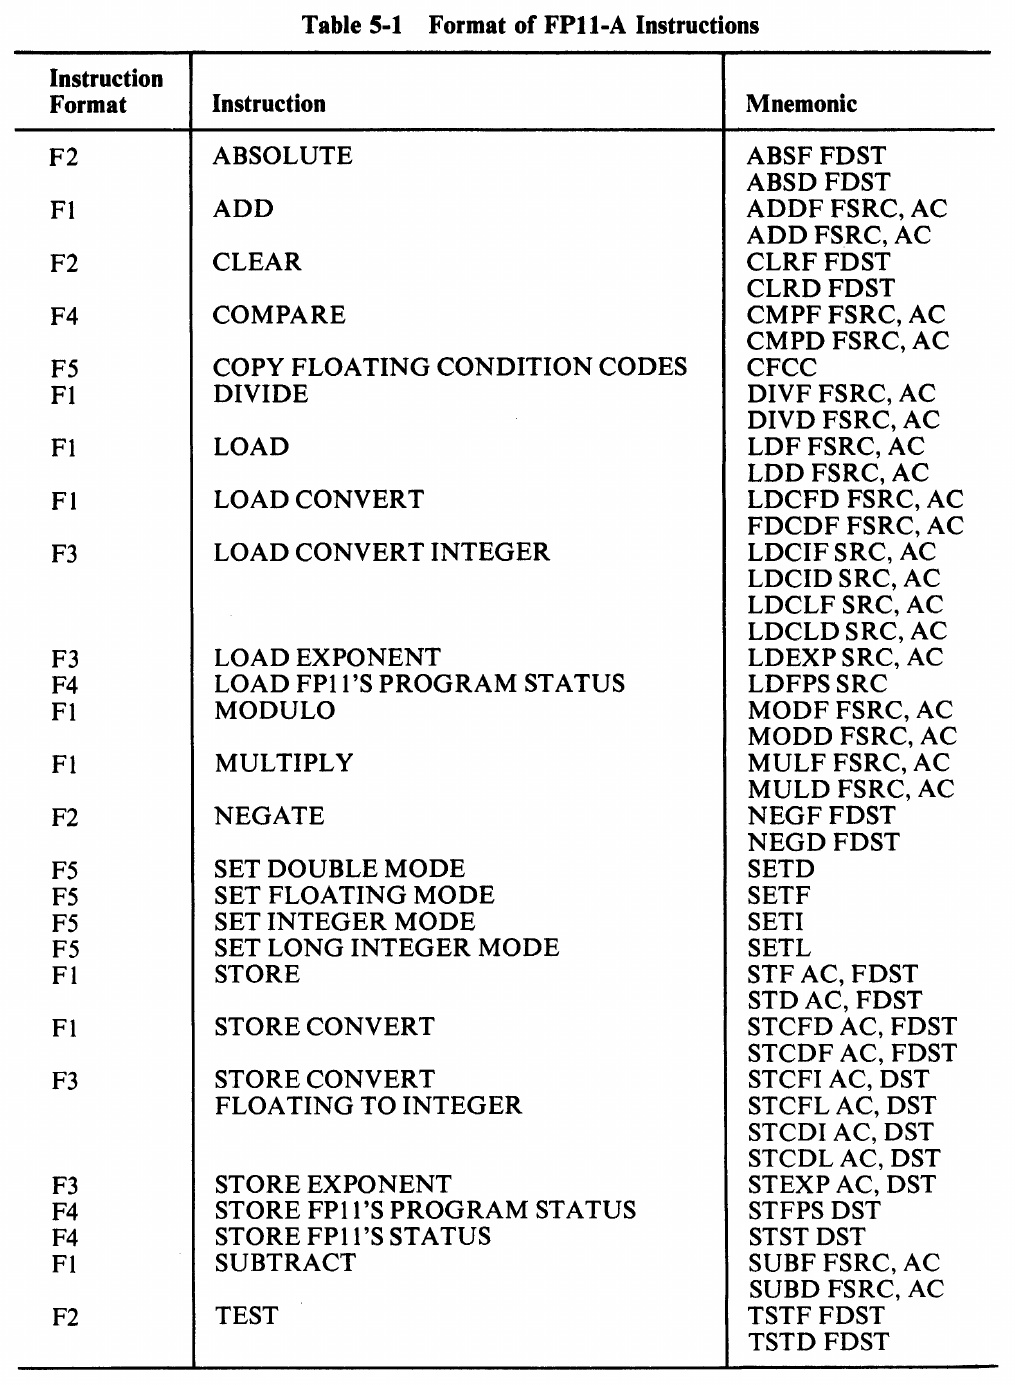 Table 5-1 Format of FP11-A Instructions
Instruction
Format Instruction Mnemonic
F2 ABSOLUTE ABSF FDST
ABSD FDST
F1 ADD ADDF FSRC, AC
ADD FSRC, AC
F2 CLEAR CLRF FDST
CLRD FDST
F4 COMPARE CMPF FSRC, AC
CMPD FSRC, AC
F5 COPY FLOATING CONDITION CODES CFCC
F1 DIVIDE DIVF FSRC, AC
DIVD FSRC, AC
F1 LOAD LDF FSRC, AC
LDD FSRC, AC
F1 LOAD CONVERT LDCFD FSRC, AC
FDCDF FSRC, AC
F3 LOAD CONVERT INTEGER LDCIF SRC, AC
LDCID SRC, AC
LDCLF SRC, AC
LDCLD SRC, AC
F3 LOAD EXPONENT LDEXP SRC, AC
F4 LOAD FP11'S PROGRAM STATUS LDFPS SRC
F1 MODULO MODF FSRC, AC
MODD FSRC, AC
F1 MULTIPLY MULF FSRC, AC
MULD FSRC, AC
F2 NEGATE NEGF FDST
NEGD FDST
F5 SET DOUBLE MODE SETD
F5 SET FLOATING MODE SETF
F5 SET INTEGER MODE SETI
F5 SET LONG INTEGER MODE SETL
F1 STORE STF AC, FDST
STD AC, FDST
F1 STORE CONVERT STCFD AC, FDST
STCDF AC, FDST
F3 STORE CONVERT STCFI AC, DST
FLOATING TO INTEGER STCFL AC, DST
STCDI AC, DST
STCDL AC, DST
F3 STORE EXPONENT STEXP AC, DST
F4 STORE FP11'S PROGRAM STATUS STFPS DST
F4 STORE FP11'S STATUS STST DST
F1 SUBTRACT SUBF FSRC, AC
SUBD FSRC, AC
F2 TEST TSTF FDST
TSTD FDST